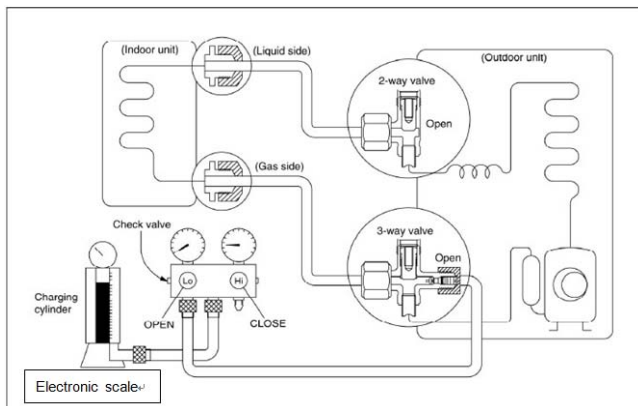 (Indoor unit)
(Liquid side)
2-way valve
(Outdoor unit)
Open
(Gas side)
3-way valve
Check valve
Open
Lo
Hi
Charging
cylinder
OPEN
CLOSE
Electronic scale↵